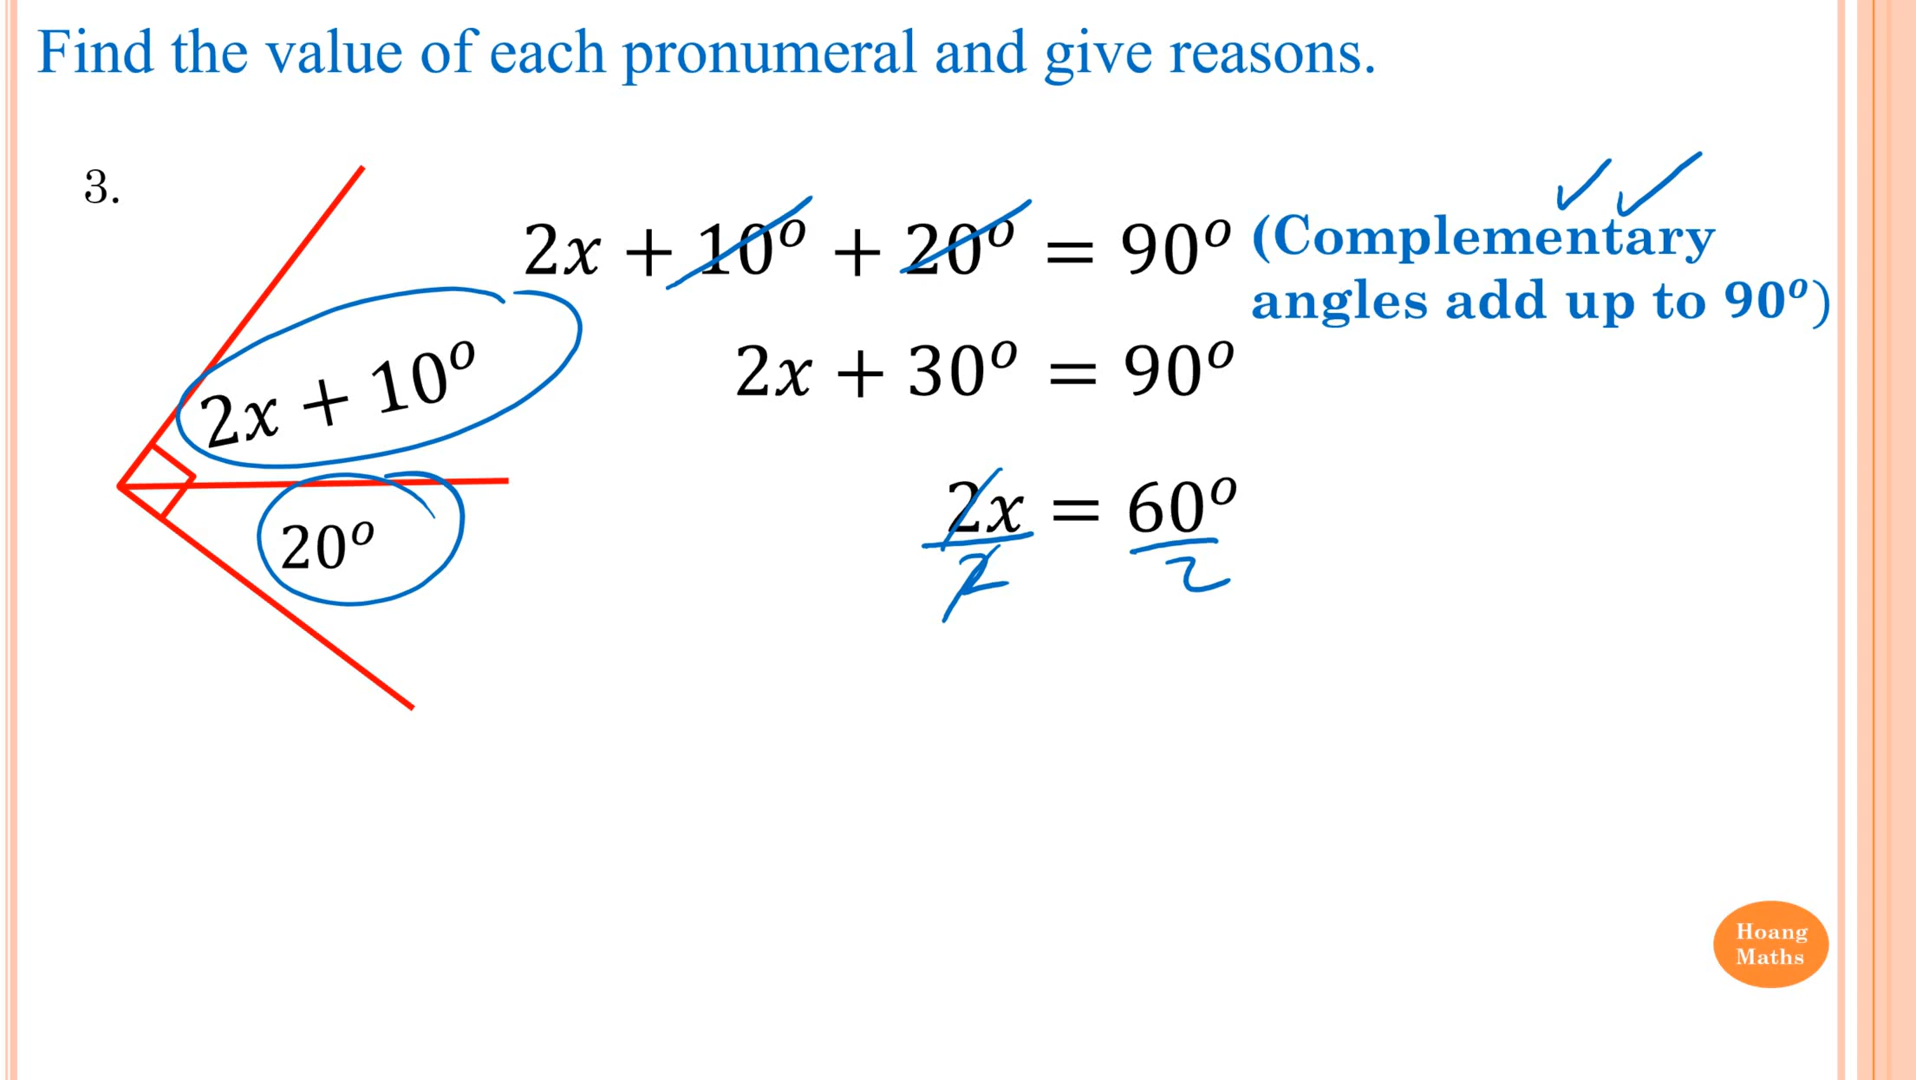 Find the value of each pronumeral and give reasons.
3.
2x + 10° + 20° = 90° (Complementary
angles add up to 90°)
2x + 30° = 90°
2x + 10°
2x = 60°
2 2
20°
Hoang
Maths